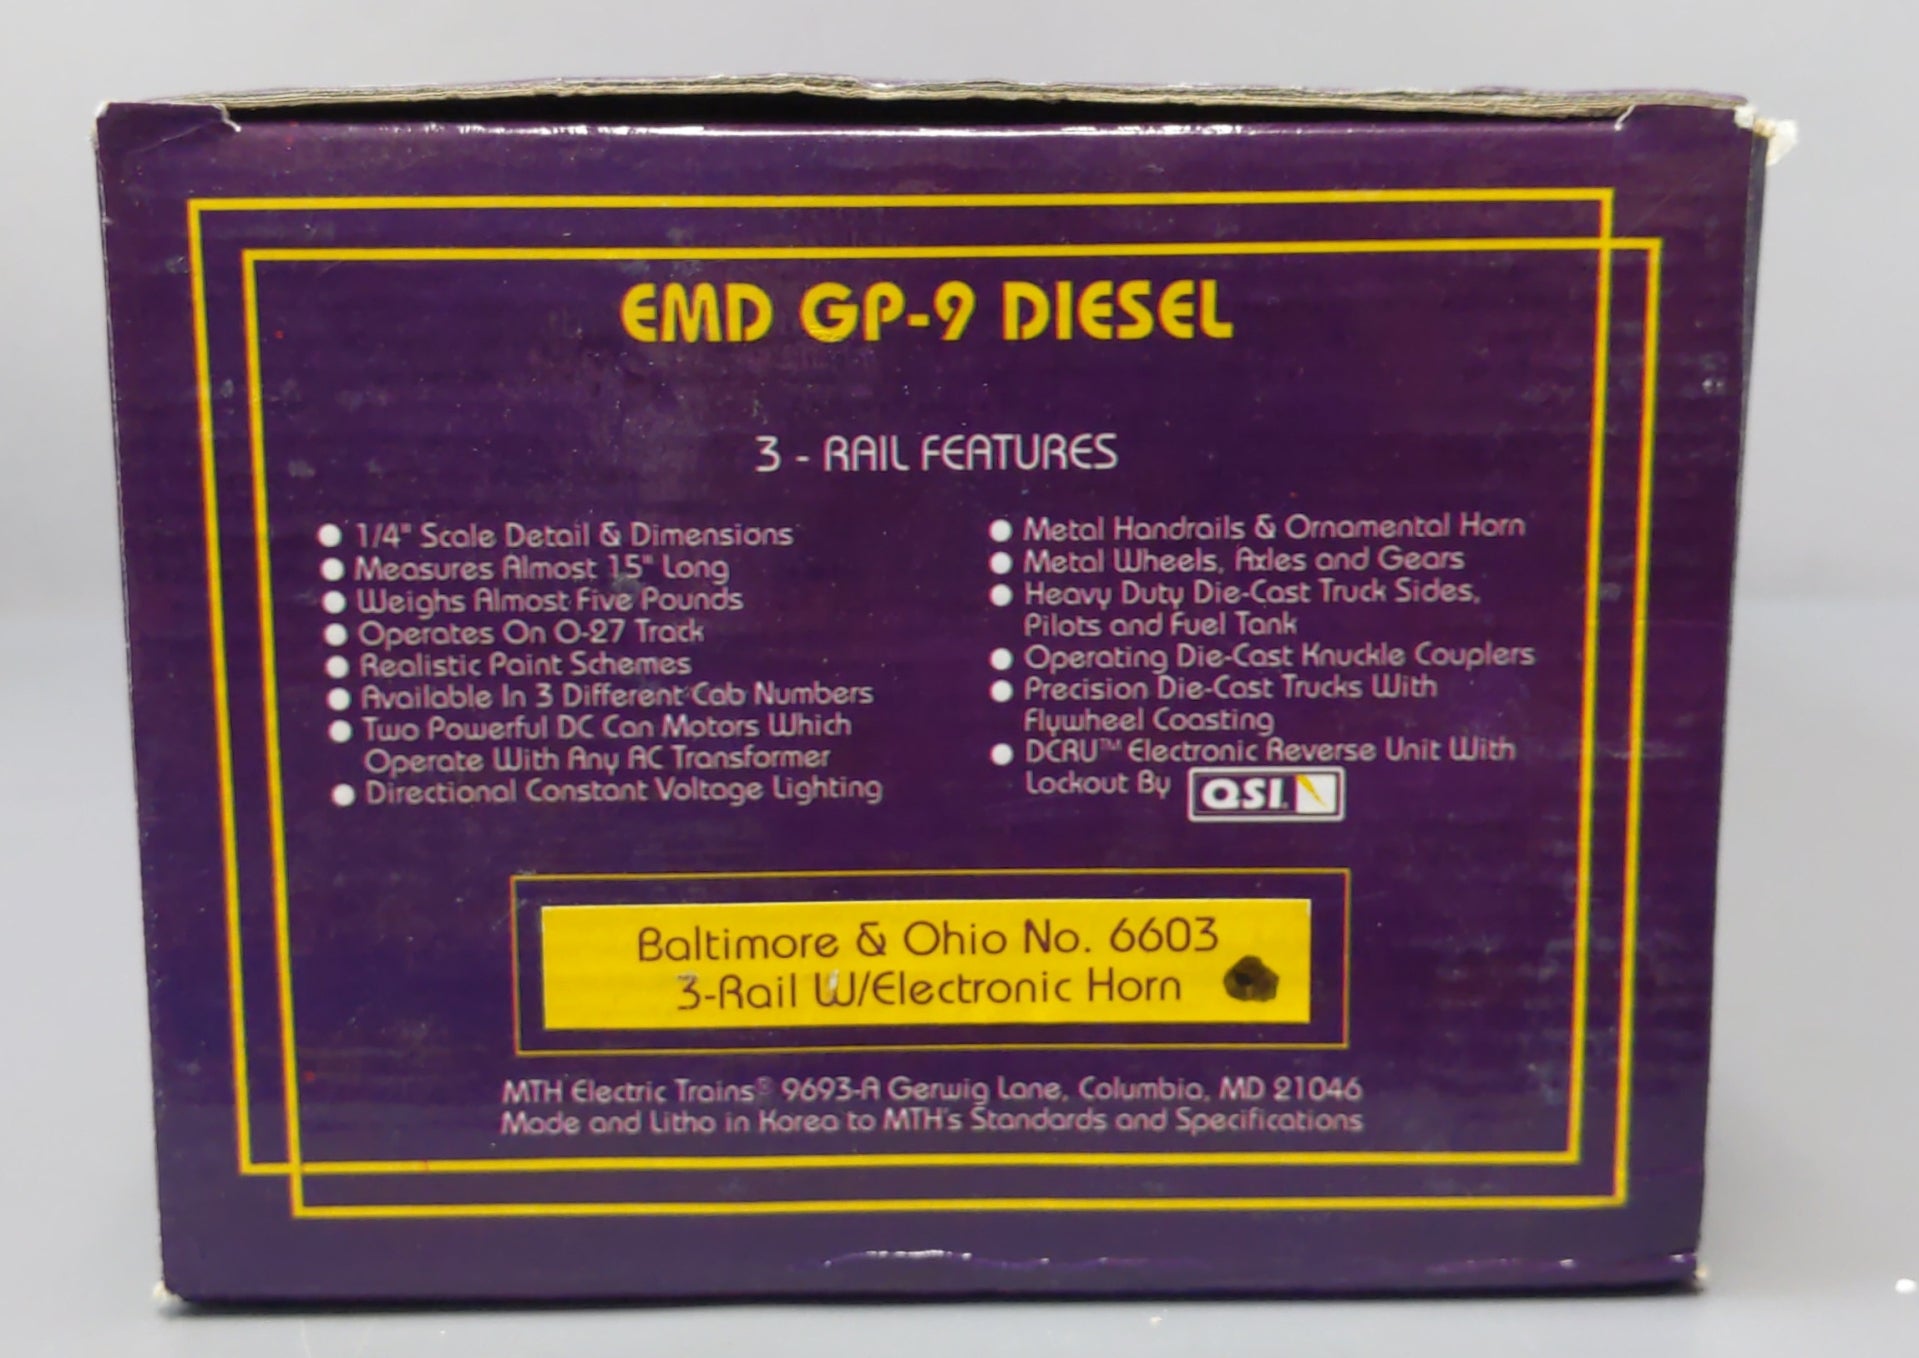 EMD GP-9 DIESEL
3 - RAIL FEATURES
● 1/4" Scale Detail & Dimensions
● Measures Almost 15" Long
● Weighs Almost Five Pounds
● Operates On O-27 Track
● Realistic Paint Schemes
● Available In 3 Different Cab Numbers
● Two Powerful DC Can Motors Which
Operate With Any AC Transformer
● Directional Constant Voltage Lighting
● Metal Handrails & Ornamental Horn
● Metal Wheels, Axles and Gears
● Heavy Duty Die-Cast Truck Sides,
Pilots and Fuel Tank
● Operating Die-Cast Knuckle Couplers
● Precision Die-Cast Trucks With
Flywheel Coasting
● DCRU™ Electronic Reverse Unit With
Lockout By QSI
Baltimore & Ohio No. 6603
3-Rail W/Electronic Horn
MTH Electric Trains® 9693-A Gerwig Lane, Columbia, MD 21046
Made and Litho in Korea to MTH's Standards and Specifications